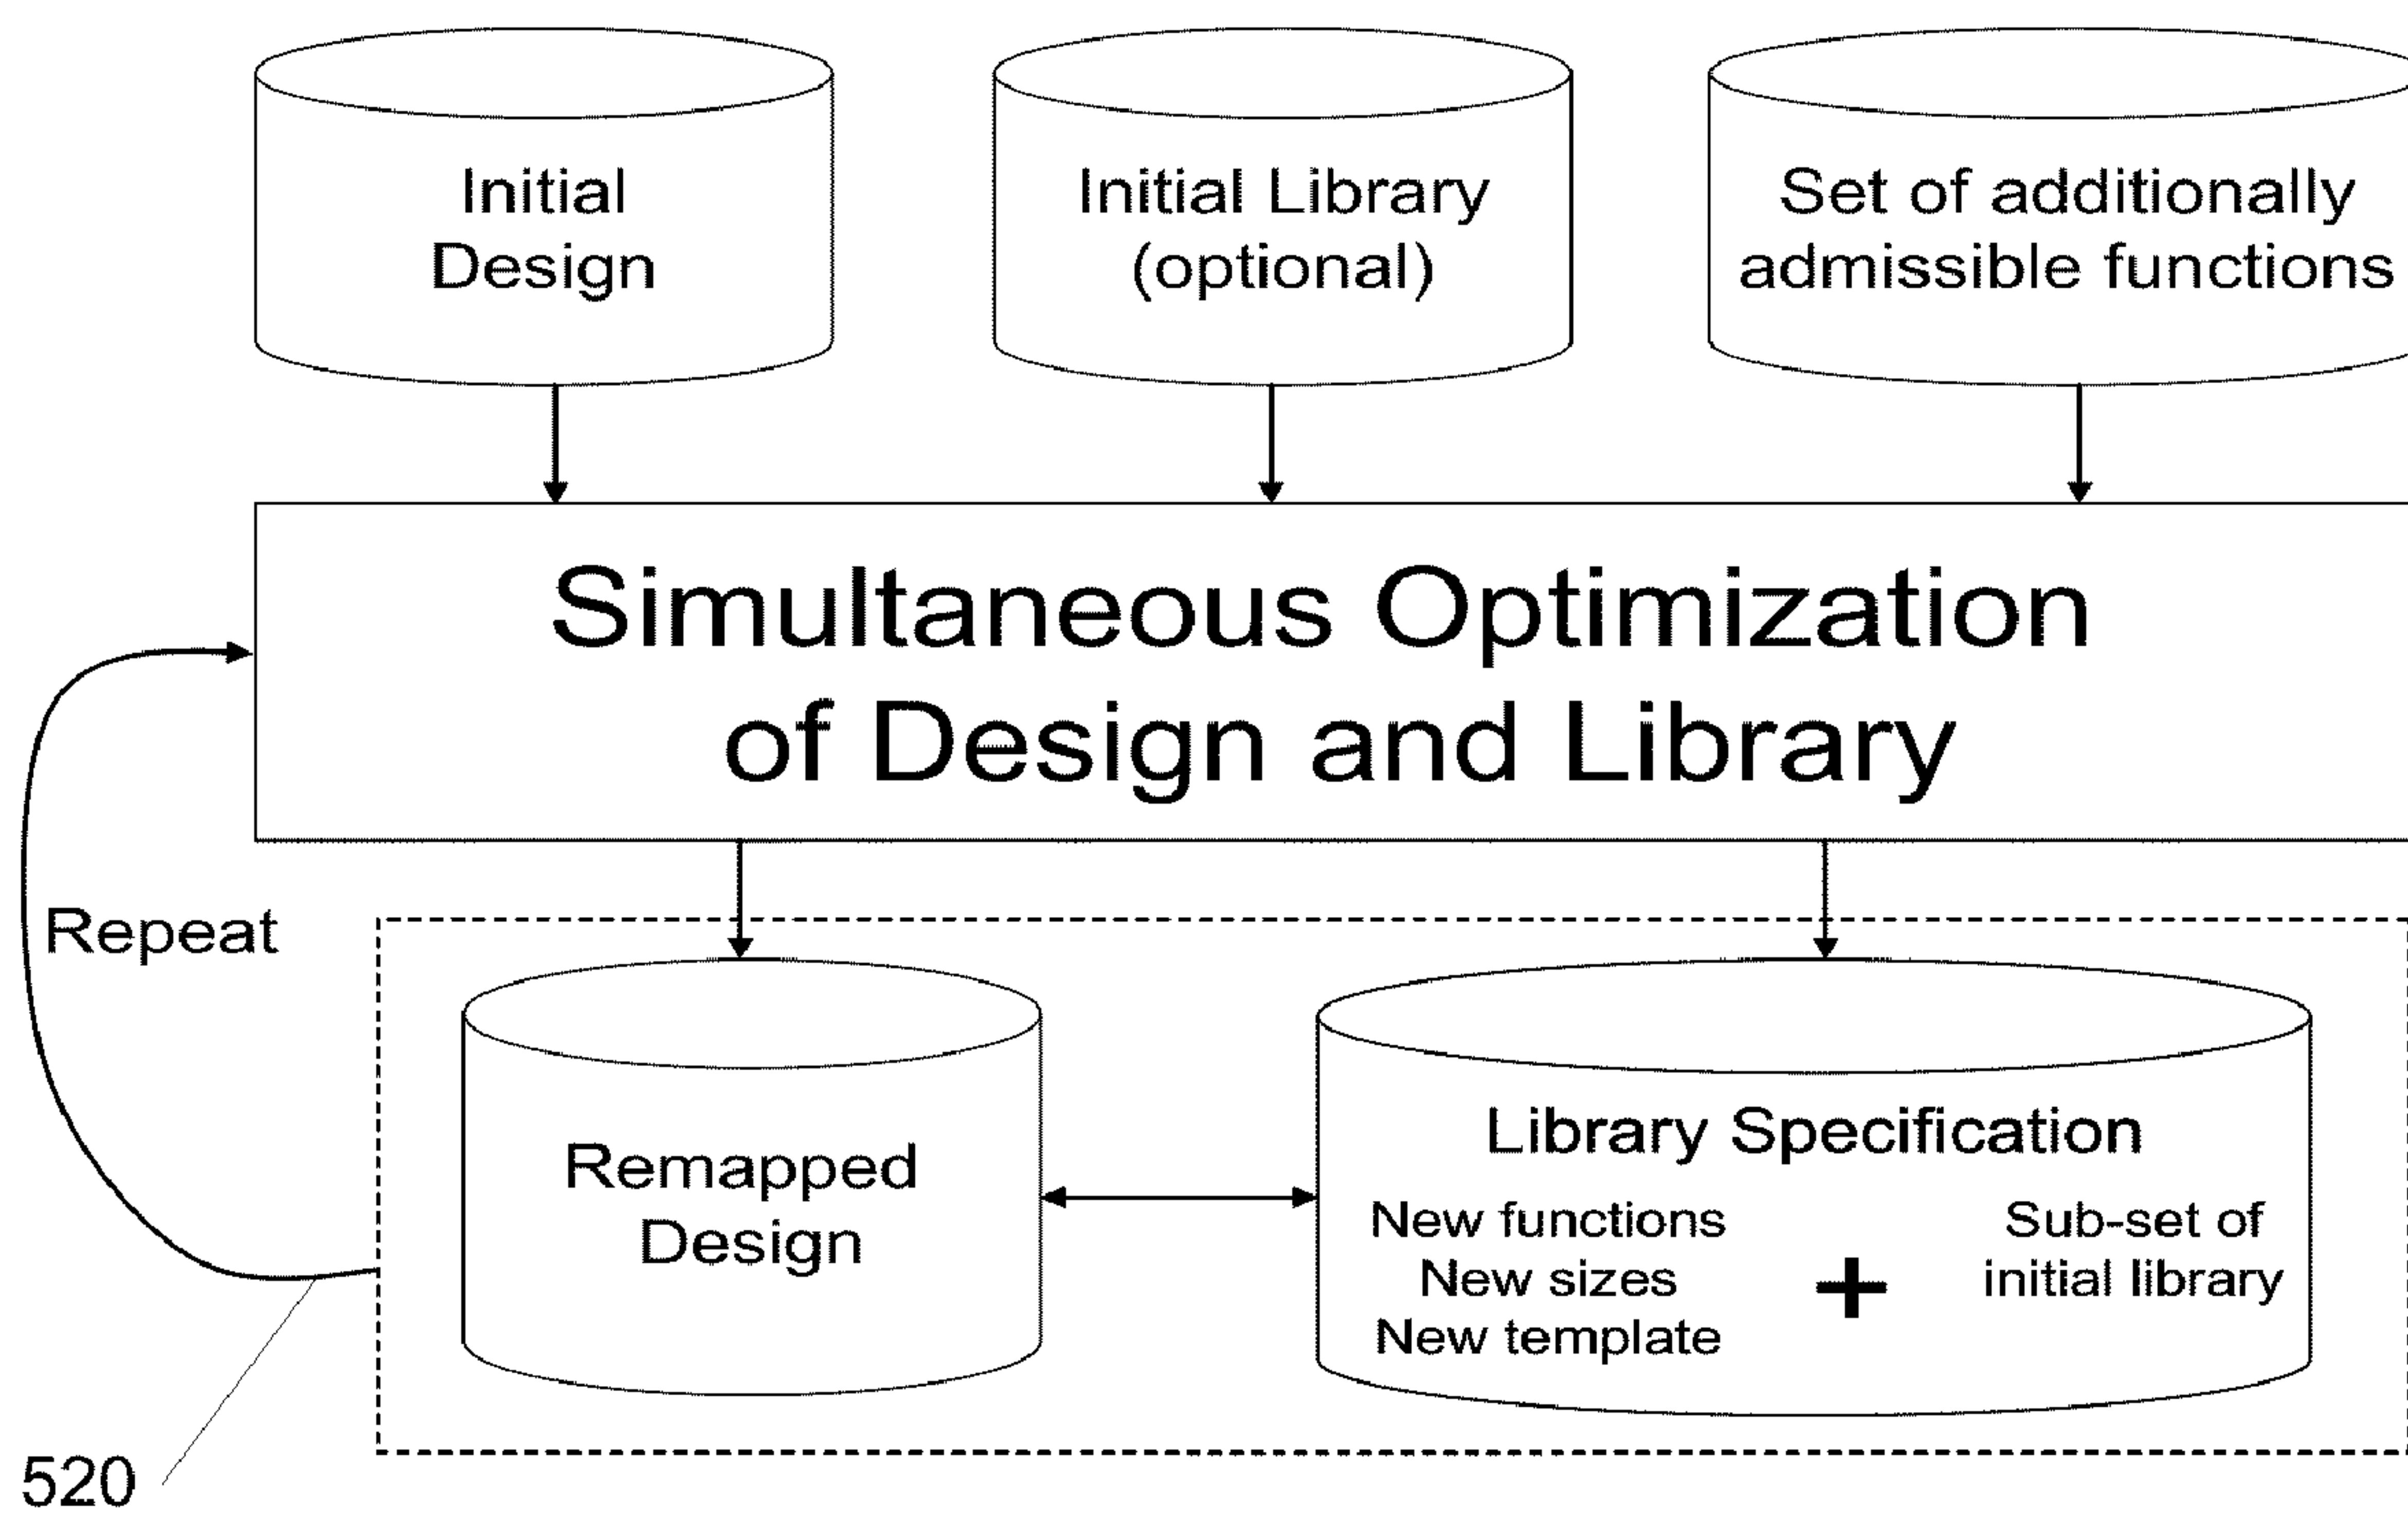 Initial
Design
Initial Library
(optional)
Set of additionally
admissible functions
Simultaneous Optimization
of Design and Library
Repeat
Remapped
Design
Library Specification
New functions
New sizes
New template
+
Sub-set of
initial library
520